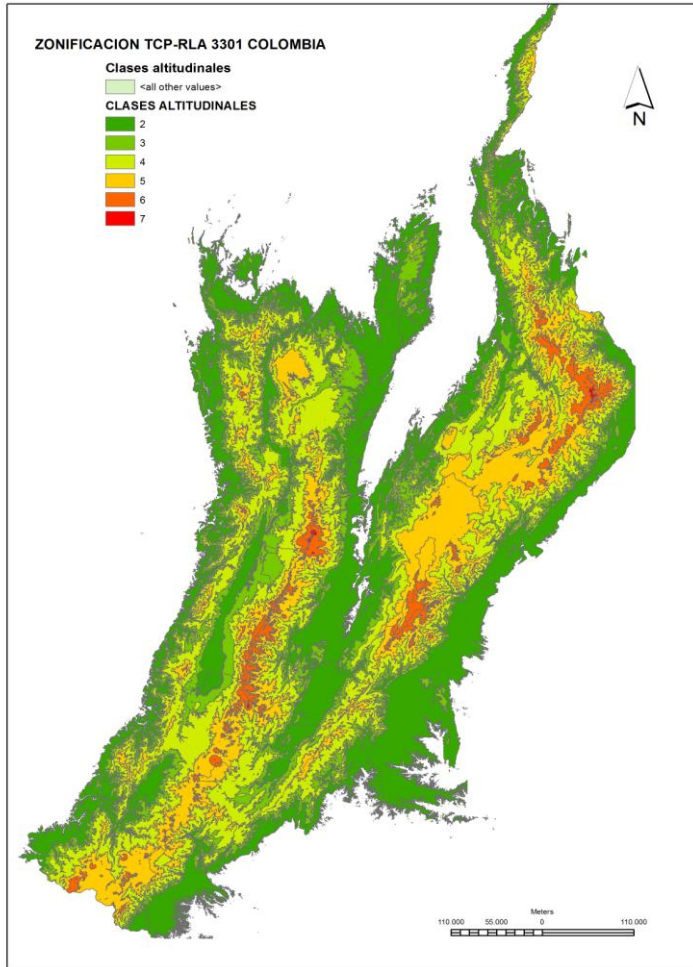 ZONIFICACION TCP-RLA 3301 COLOMBIA
Clases altitudinales
<all other values>
CLASES ALTITUDINALES
2
3
4
5
6
7
N
Meters
110.000 55.000 0 110.000